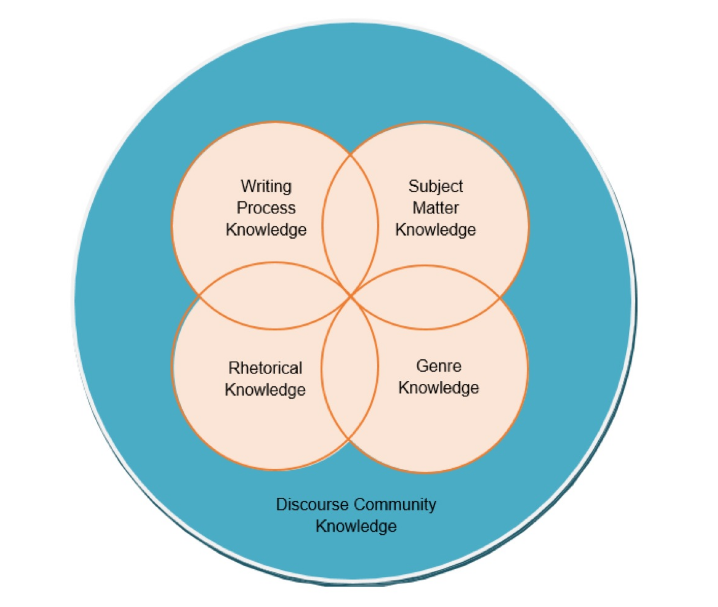 Writing
Process
Knowledge
Subject
Matter
Knowledge
Rhetorical
Knowledge
Genre
Knowledge
Discourse Community
Knowledge